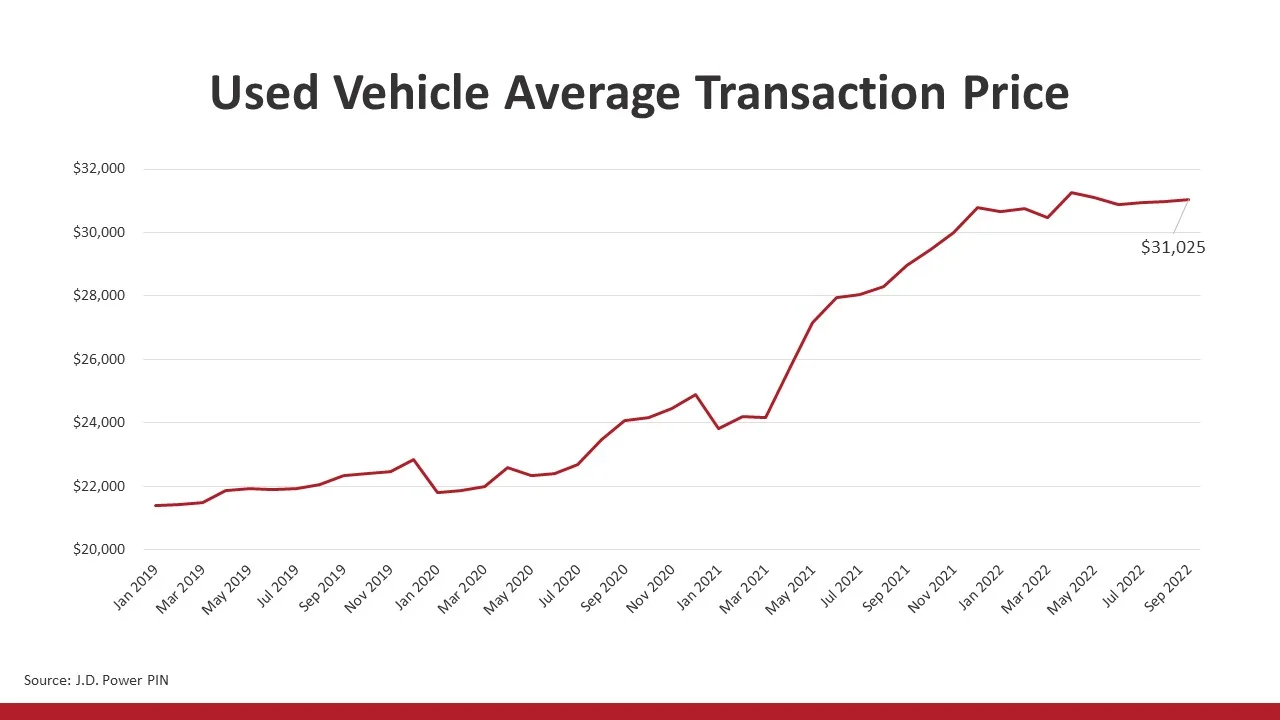 Used Vehicle Average Transaction Price
$32,000
$30,000
$28,000
$26,000
$24,000
$22,000
$20,000
$31,025
Jan 2019
Mar 2019
May 2019
Jul 2019
Sep 2019
Nov 2019
Jan 2020
Mar 2020
May 2020
Jul 2020
Sep 2020
Nov 2020
Jan 2021
Mar 2021
May 2021
Jul 2021
Sep 2021
Nov 2021
Jan 2022
Mar 2022
May 2022
Jul 2022
Sep 2022
Source: J.D. Power PIN